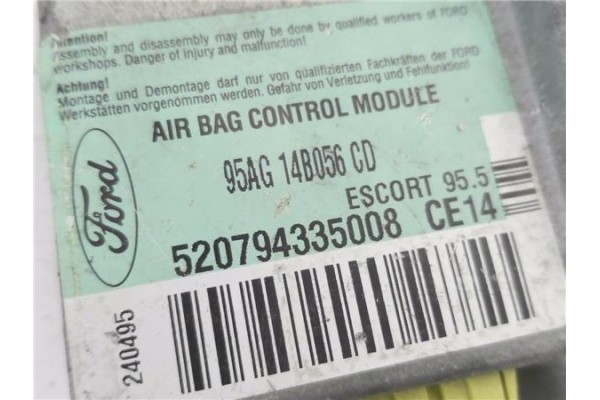 Attention!
Assembly and disassembly may only be done by qualified workers of FORD
workshops. Danger of injury and malfunction!
Achtung!
Montage und Demontage darf nur von qualifizierten Fachkräften der FORD
Werkstätten vorgenommen werden. Gefahr von Verletzung und Fehlfunktion!
AIR BAG CONTROL MODULE
95AG 14B056 CD
Ford
ESCORT 95.5
520794335008 CE14
240495